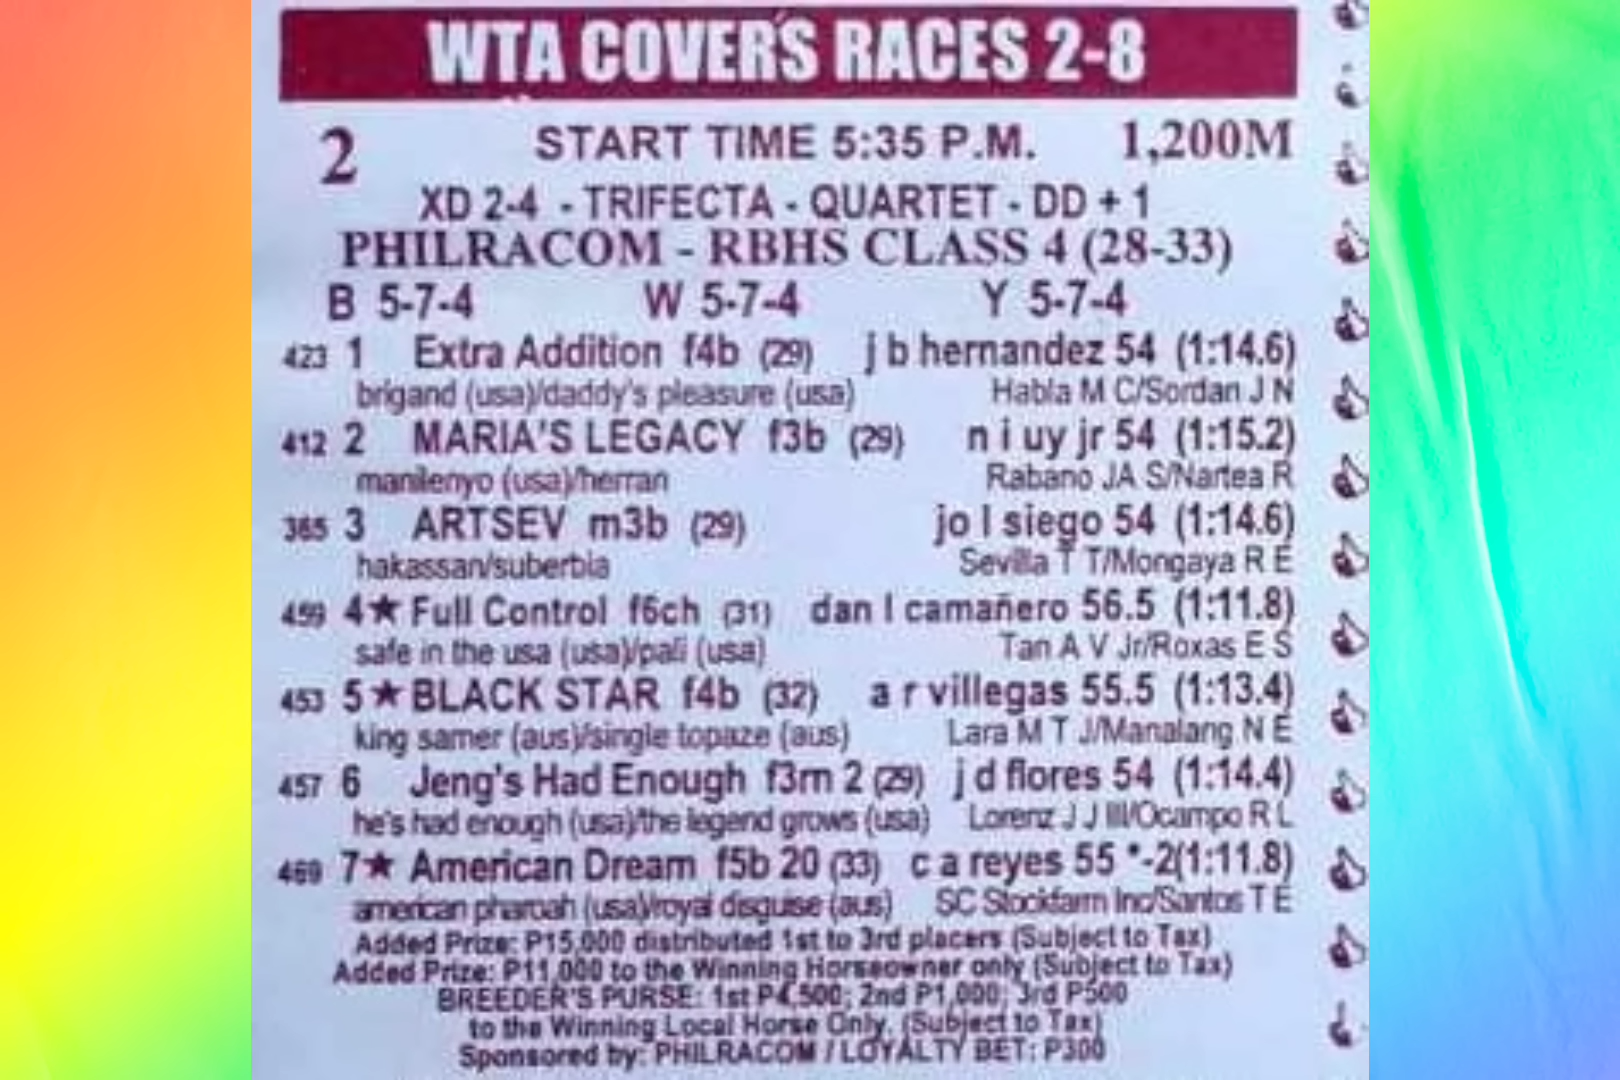 WTA COVER'S RACES 2-8
2 START TIME 5:35 P.M. 1,200M
XD 2-4 - TRIFECTA - QUARTET - DD + 1
PHILRACOM - RBHS CLASS 4 (28-33)
B 5-7-4 W 5-7-4 Y 5-7-4
423 1 Extra Addition f4b (29) j b hernandez 54 (1:14.6)
brigand (usa)/daddy's pleasure (usa) Habla M C/Sordan J N
412 2 MARIA'S LEGACY f3b (29) n i uy jr 54 (1:15.2)
manilenyo (usa)/herran Rabano JA S/Nartea R
385 3 ARTSEV m3b (29) jo l siego 54 (1:14.6)
hakassan/suberbia Sevilla T T/Mongaya R E
459 4★ Full Control f6ch (31) dan l camañero 56.5 (1:11.8)
safe in the usa (usa)/pali (usa) Tan A V Jr/Roxas E S
453 5★ BLACK STAR f4b (32) a r villegas 55.5 (1:13.4)
king samer (aus)/single topaze (aus) Lara M T J/Manalang N E
457 6 Jeng's Had Enough f3m 2 (29) j d flores 54 (1:14.4)
he's had enough (usa)/the legend grows (usa) Lorenz J J III/Ocampo R L
469 7★ American Dream f5b 20 (33) c a reyes 55 *-2(1:11.8)
american pharoah (usa)/royal disguise (aus) SC Stockfarm Inc/Santos T E
Added Prize: P15,000 distributed 1st to 3rd placers (Subject to Tax)
Added Prize: P11,000 to the Winning Horseowner only (Subject to Tax)
BREEDER'S PURSE: 1st P4,500; 2nd P1,000; 3rd P500
to the Winning Local Horse Only. (Subject to Tax)
Sponsored by: PHILRACOM / LOYALTY BET: P300